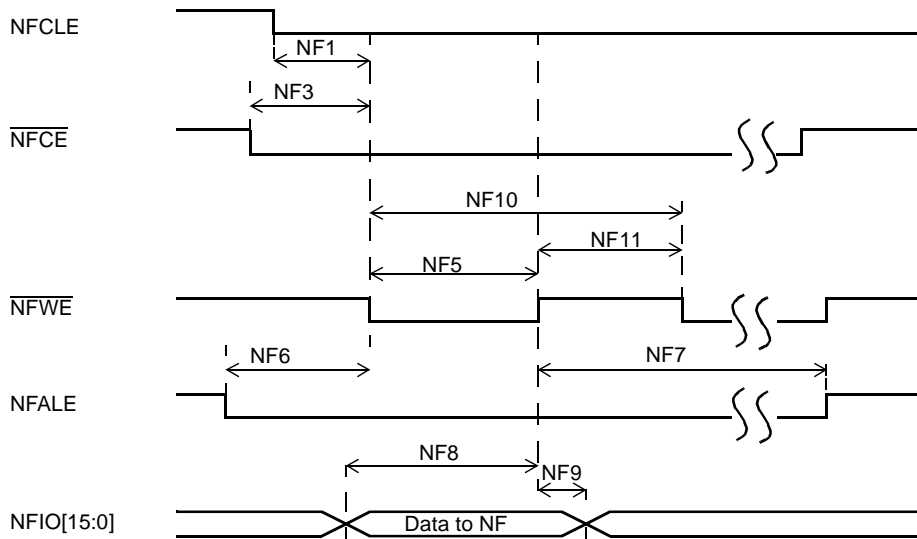 NFCLE
NF1
NF3
NFCE
NF10
NF11
NF5
NFWE
NF6
NF7
NFALE
NF8
NF9
NFIO[15:0]
Data to NF